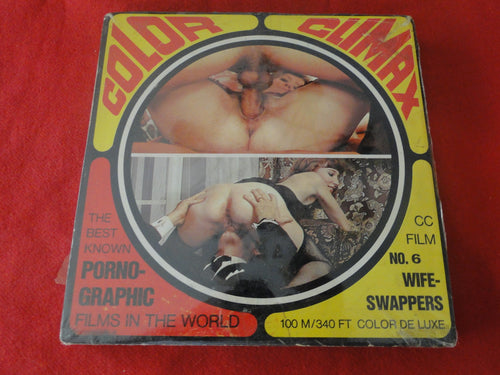 COLOR CLIMAX
THE
BEST
KNOWN
PORNO-
GRAPHIC
FILMS IN THE WORLD
CC
FILM
NO. 6
WIFE-
SWAPPERS
100 M/340 FT COLOR DE LUXE